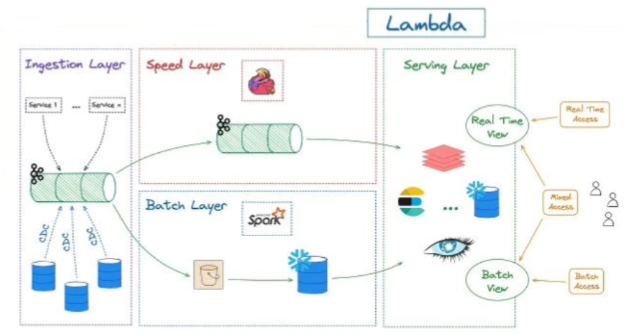 Lambda
Ingestion Layer
Speed Layer
Serving Layer
Service 1
...
Service n
Real Time
View
Real Time
Access
CDC
CDC
CDC
Batch Layer
Spark
...
Mixed
Access
Batch
View
Batch
Access